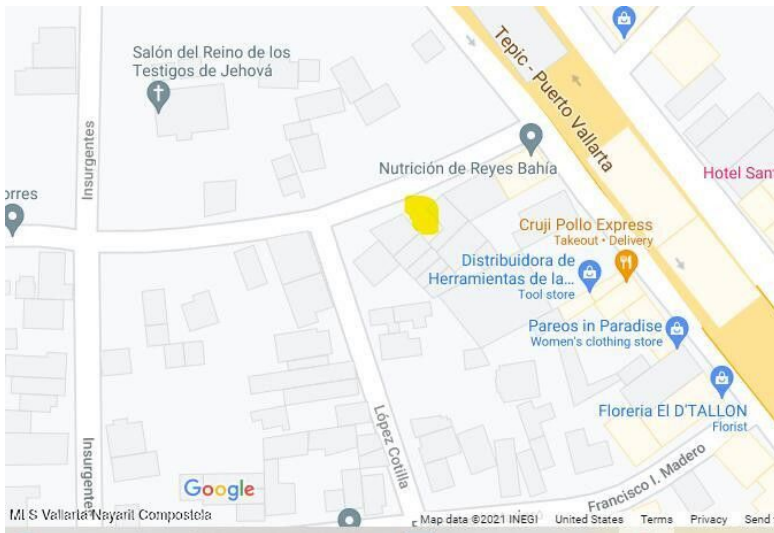 Salón del Reino de los
Testigos de Jehová
Tepic - Puerto Vallarta
Insurgentes
Nutrición de Reyes Bahía
orres
Hotel Sant
Cruji Pollo Express
Takeout • Delivery
Distribuidora de
Herramientas de la...
Tool store
Pareos in Paradise
Women's clothing store
Floreria El D'TALLON
Florist
López Cotilla
Insurgentes
Francisco I. Madero
Google
MLS Vallarta Nayarit Compostela
Map data ©2021 INEGI United States Terms Privacy Send